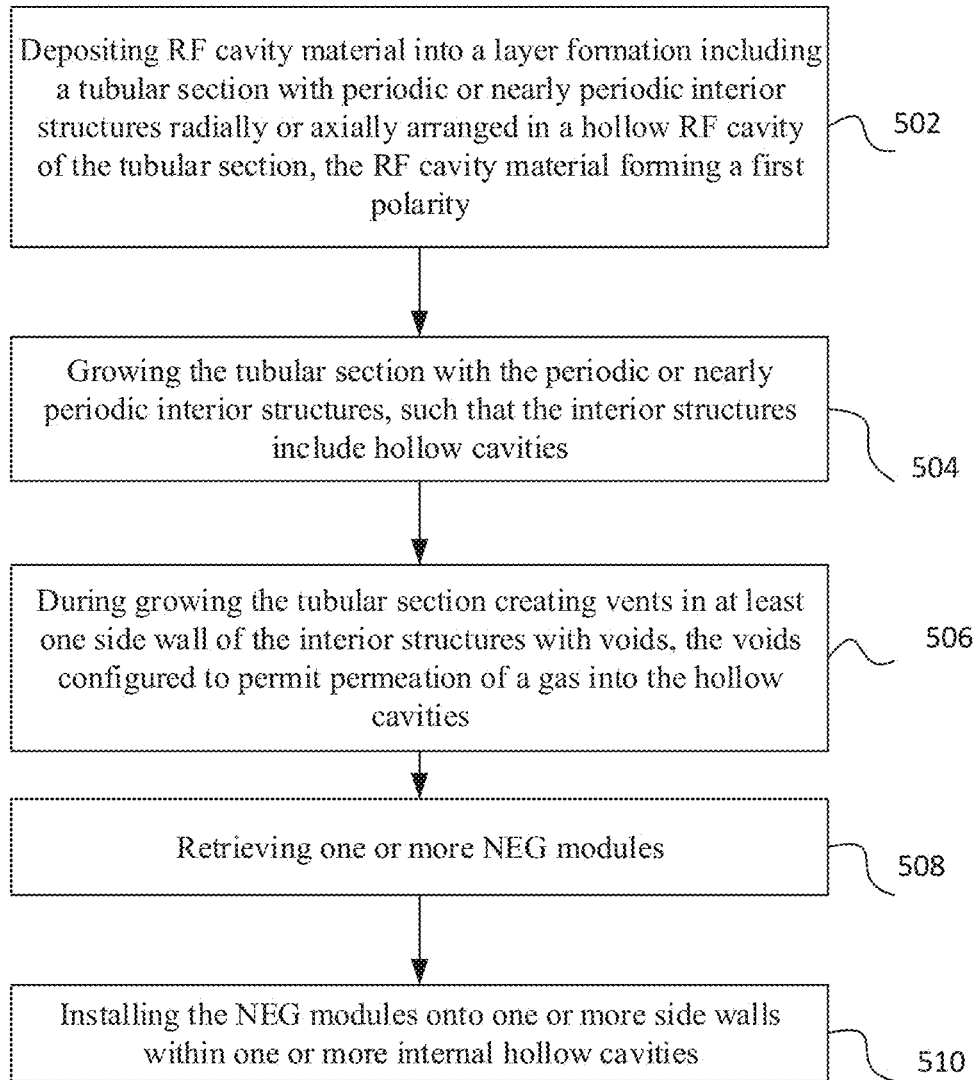 Depositing RF cavity material into a layer formation including
a tubular section with periodic or nearly periodic interior
structures radially or axially arranged in a hollow RF cavity
of the tubular section, the RF cavity material forming a first
polarity
502
Growing the tubular section with the periodic or nearly
periodic interior structures, such that the interior structures
include hollow cavities
504
During growing the tubular section creating vents in at least
one side wall of the interior structures with voids, the voids
configured to permit permeation of a gas into the hollow
cavities
506
Retrieving one or more NEG modules
508
Installing the NEG modules onto one or more side walls
within one or more internal hollow cavities
510